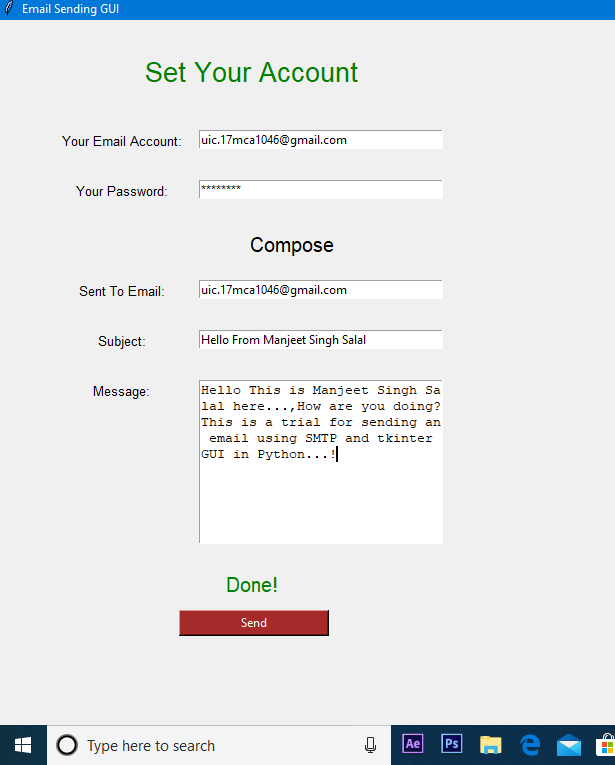 Email Sending GUI
Set Your Account
Your Email Account: uic.17mca1046@gmail.com
Your Password: ********
Compose
Sent To Email: uic.17mca1046@gmail.com
Subject: Hello From Manjeet Singh Salal
Message: Hello This is Manjeet Singh Sa
lal here...,How are you doing?
This is a trial for sending an
email using SMTP and tkinter
GUI in Python...!
Done!
Send
Type here to search
Ae Ps